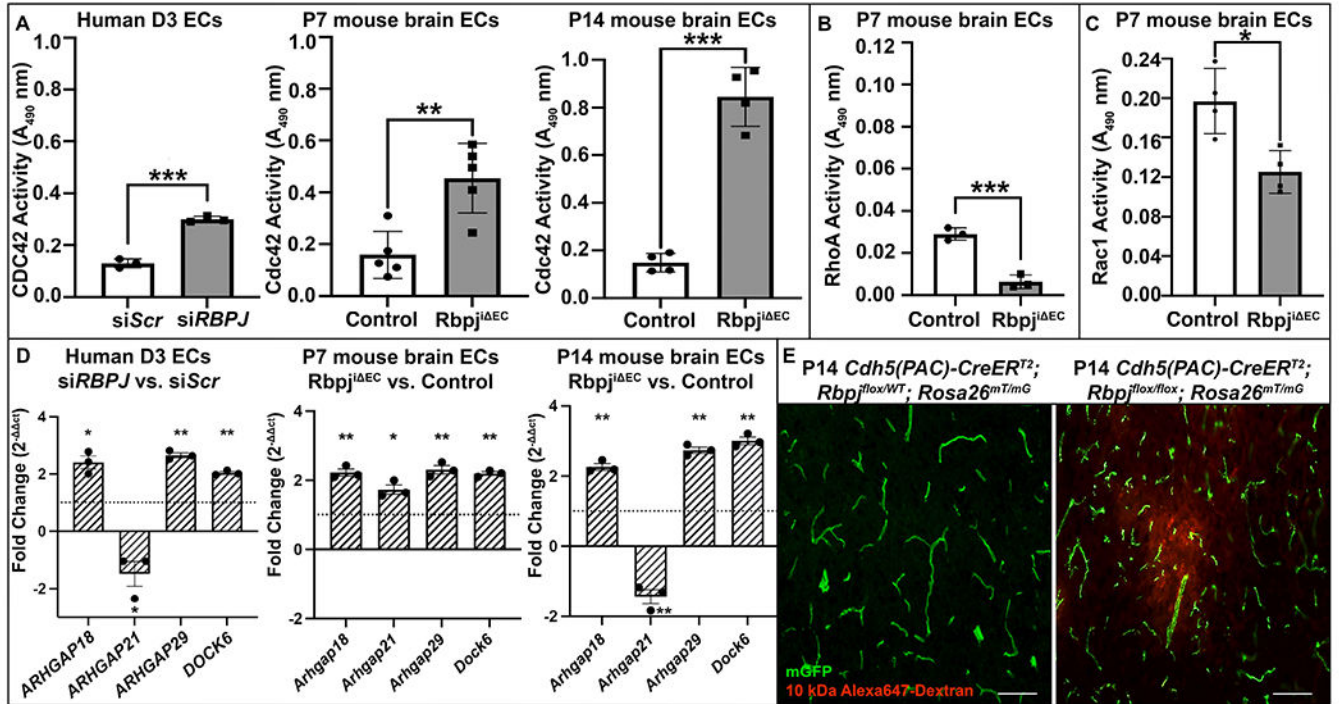 A
Human D3 ECs
CDC42 Activity (A490 nm)
1.0
0.8
0.6
0.4
0.2
0.0
***
siScr
siRBPJ
P7 mouse brain ECs
Cdc42 Activity (A490 nm)
1.0
0.8
0.6
0.4
0.2
0.0
**
Control
RbpjiΔEC
P14 mouse brain ECs
Cdc42 Activity (A490 nm)
1.0
0.8
0.6
0.4
0.2
0.0
***
Control
RbpjiΔEC
B
P7 mouse brain ECs
RhoA Activity (A490 nm)
0.12
0.10
0.08
0.06
0.04
0.02
0.00
***
Control
RbpjiΔEC
C
P7 mouse brain ECs
Rac1 Activity (A490 nm)
0.24
0.20
0.16
0.12
0.08
0.04
0.00
*
Control
RbpjiΔEC
D
Human D3 ECs
siRBPJ vs. siScr
Fold Change (2-ΔΔct)
4
2
0
-2
*
*
**
**
ARHGAP18
ARHGAP21
ARHGAP29
DOCK6
P7 mouse brain ECs
RbpjiΔEC vs. Control
Fold Change (2-ΔΔct)
4
2
0
-2
**
*
**
**
Arhgap18
Arhgap21
Arhgap29
Dock6
P14 mouse brain ECs
RbpjiΔEC vs. Control
Fold Change (2-ΔΔct)
4
2
0
-2
**
**
**
**
Arhgap18
Arhgap21
Arhgap29
Dock6
E
P14 Cdh5(PAC)-CreERT2;
Rbpjflox/WT; Rosa26mT/mG
P14 Cdh5(PAC)-CreERT2;
Rbpjflox/flox; Rosa26mT/mG
mGFP
10 kDa Alexa647-Dextran